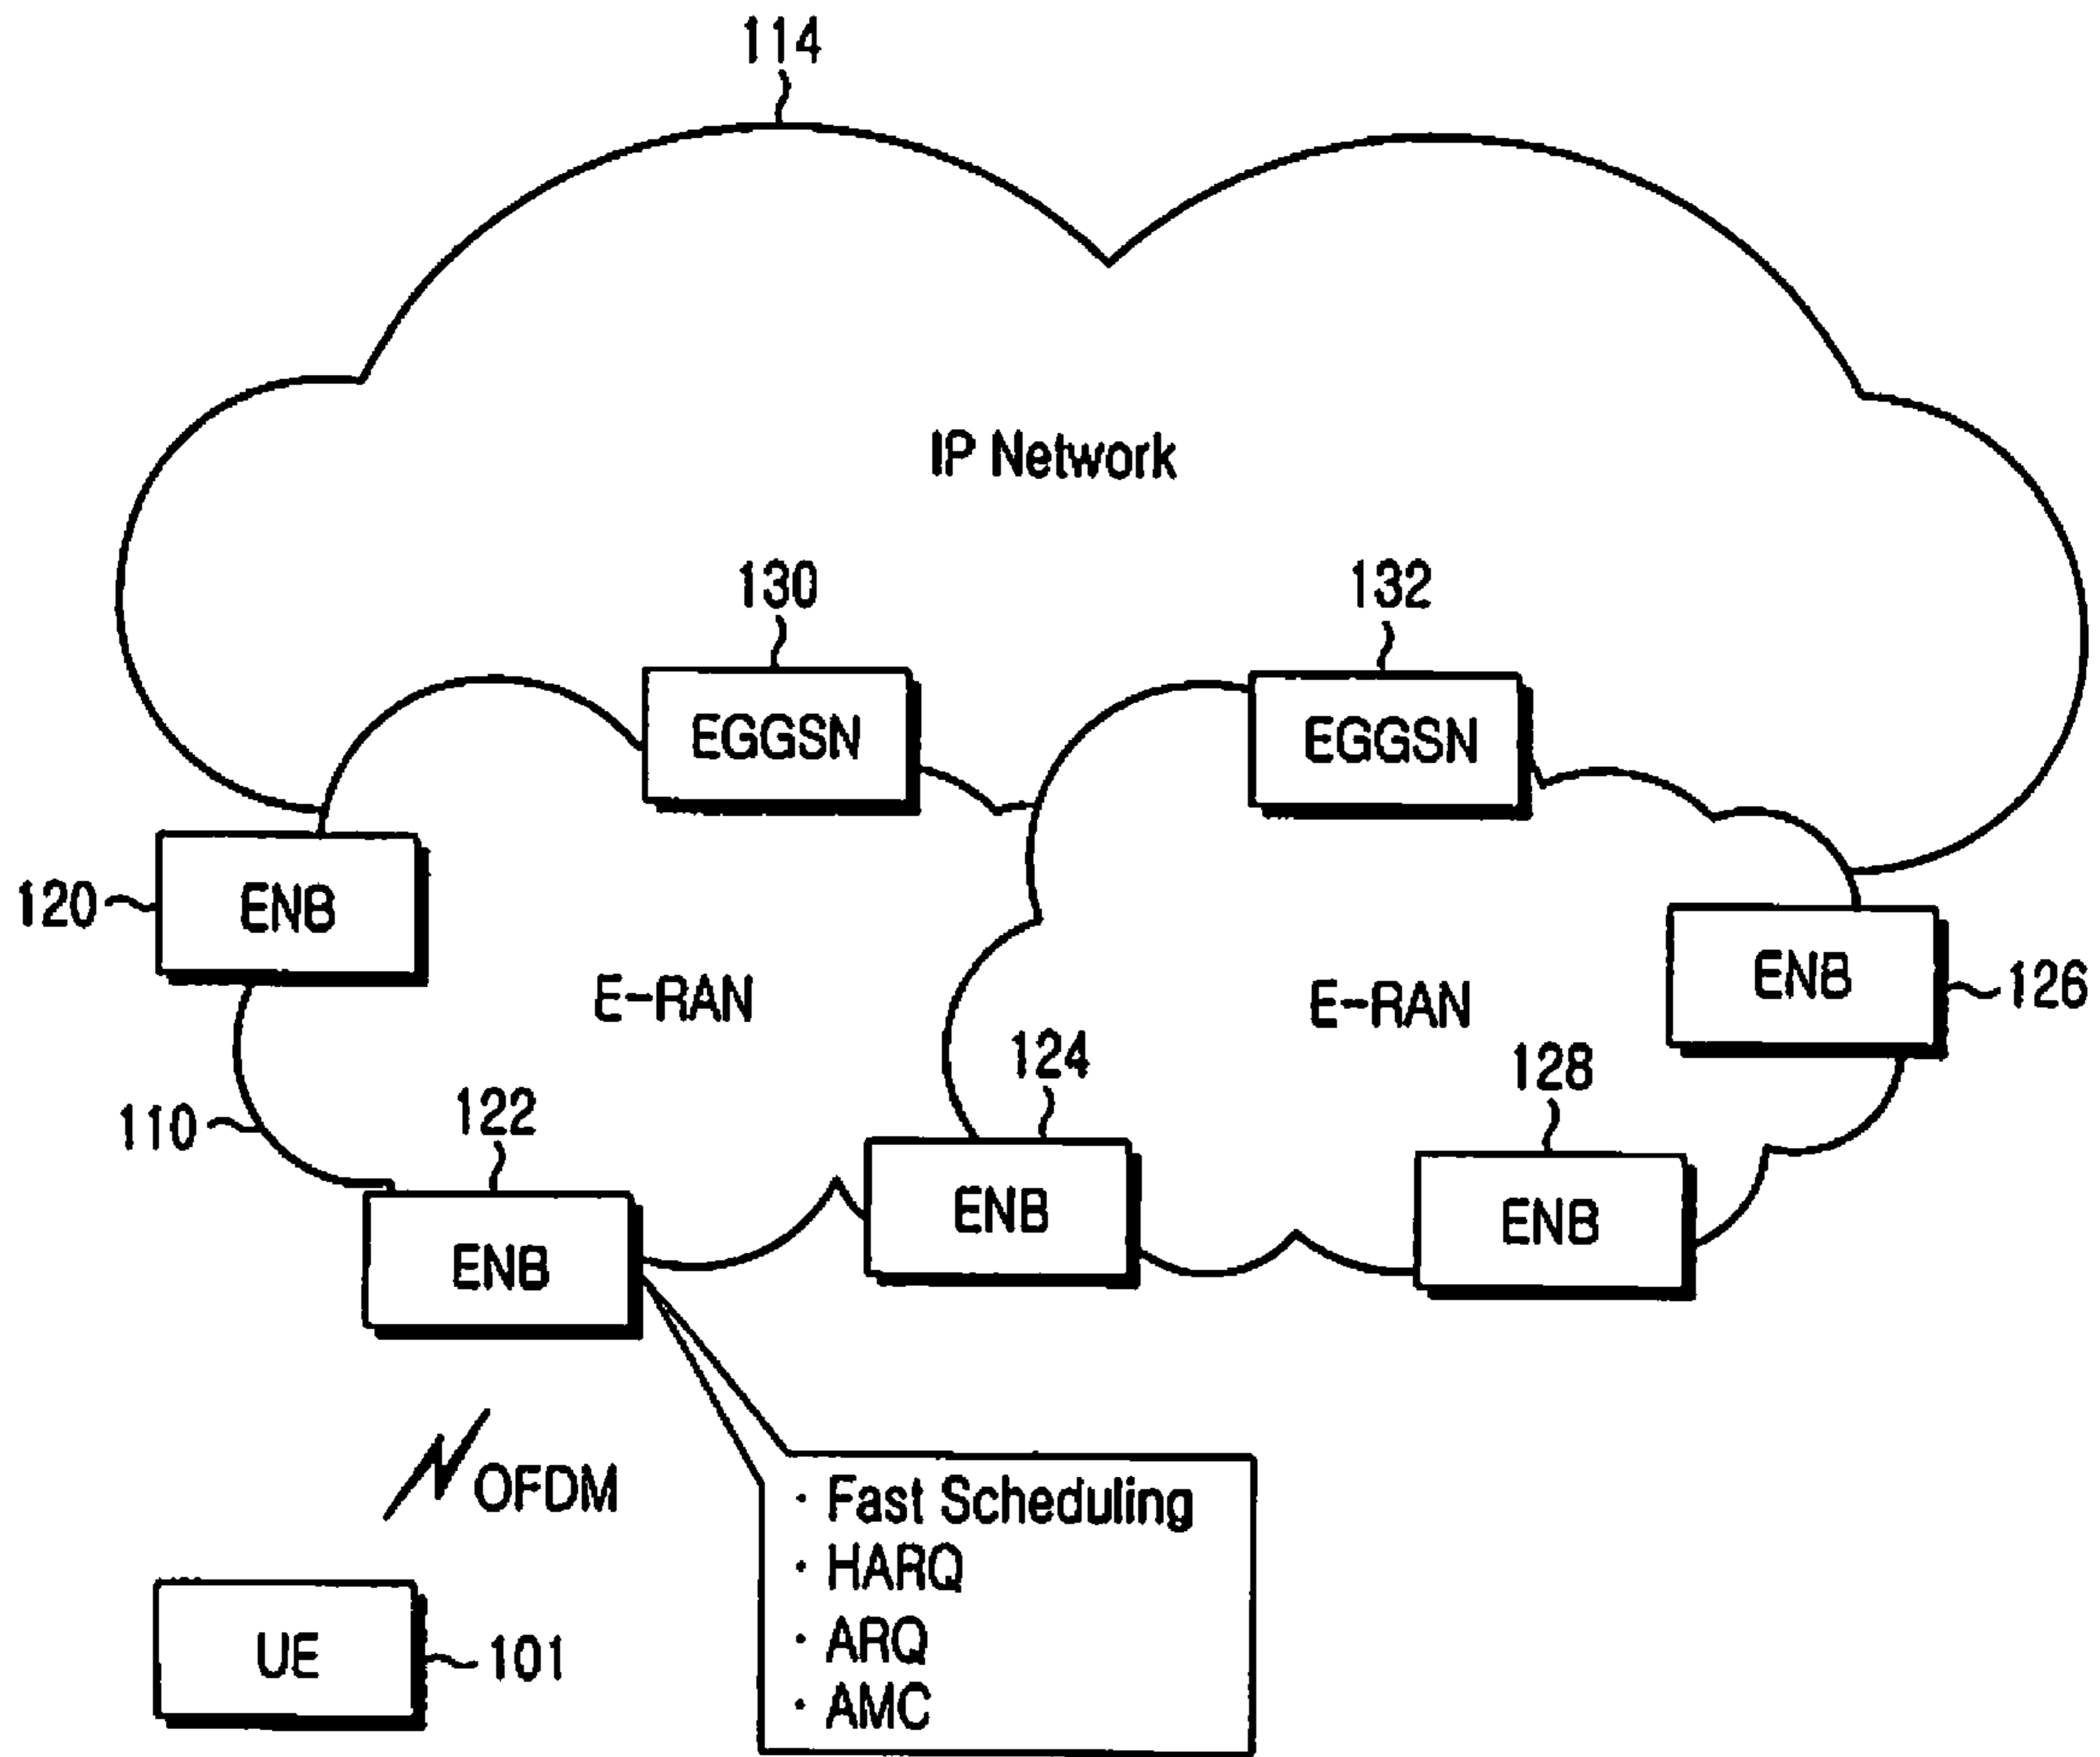 114
IP Network
130
132
EGGSN
EGGSN
120
ENB
ENB
126
E-RAN
E-RAN
124
128
110
122
ENB
ENB
ENB
OFDM
· Fast Scheduling
· HARQ
· ARQ
· AMC
UE
101